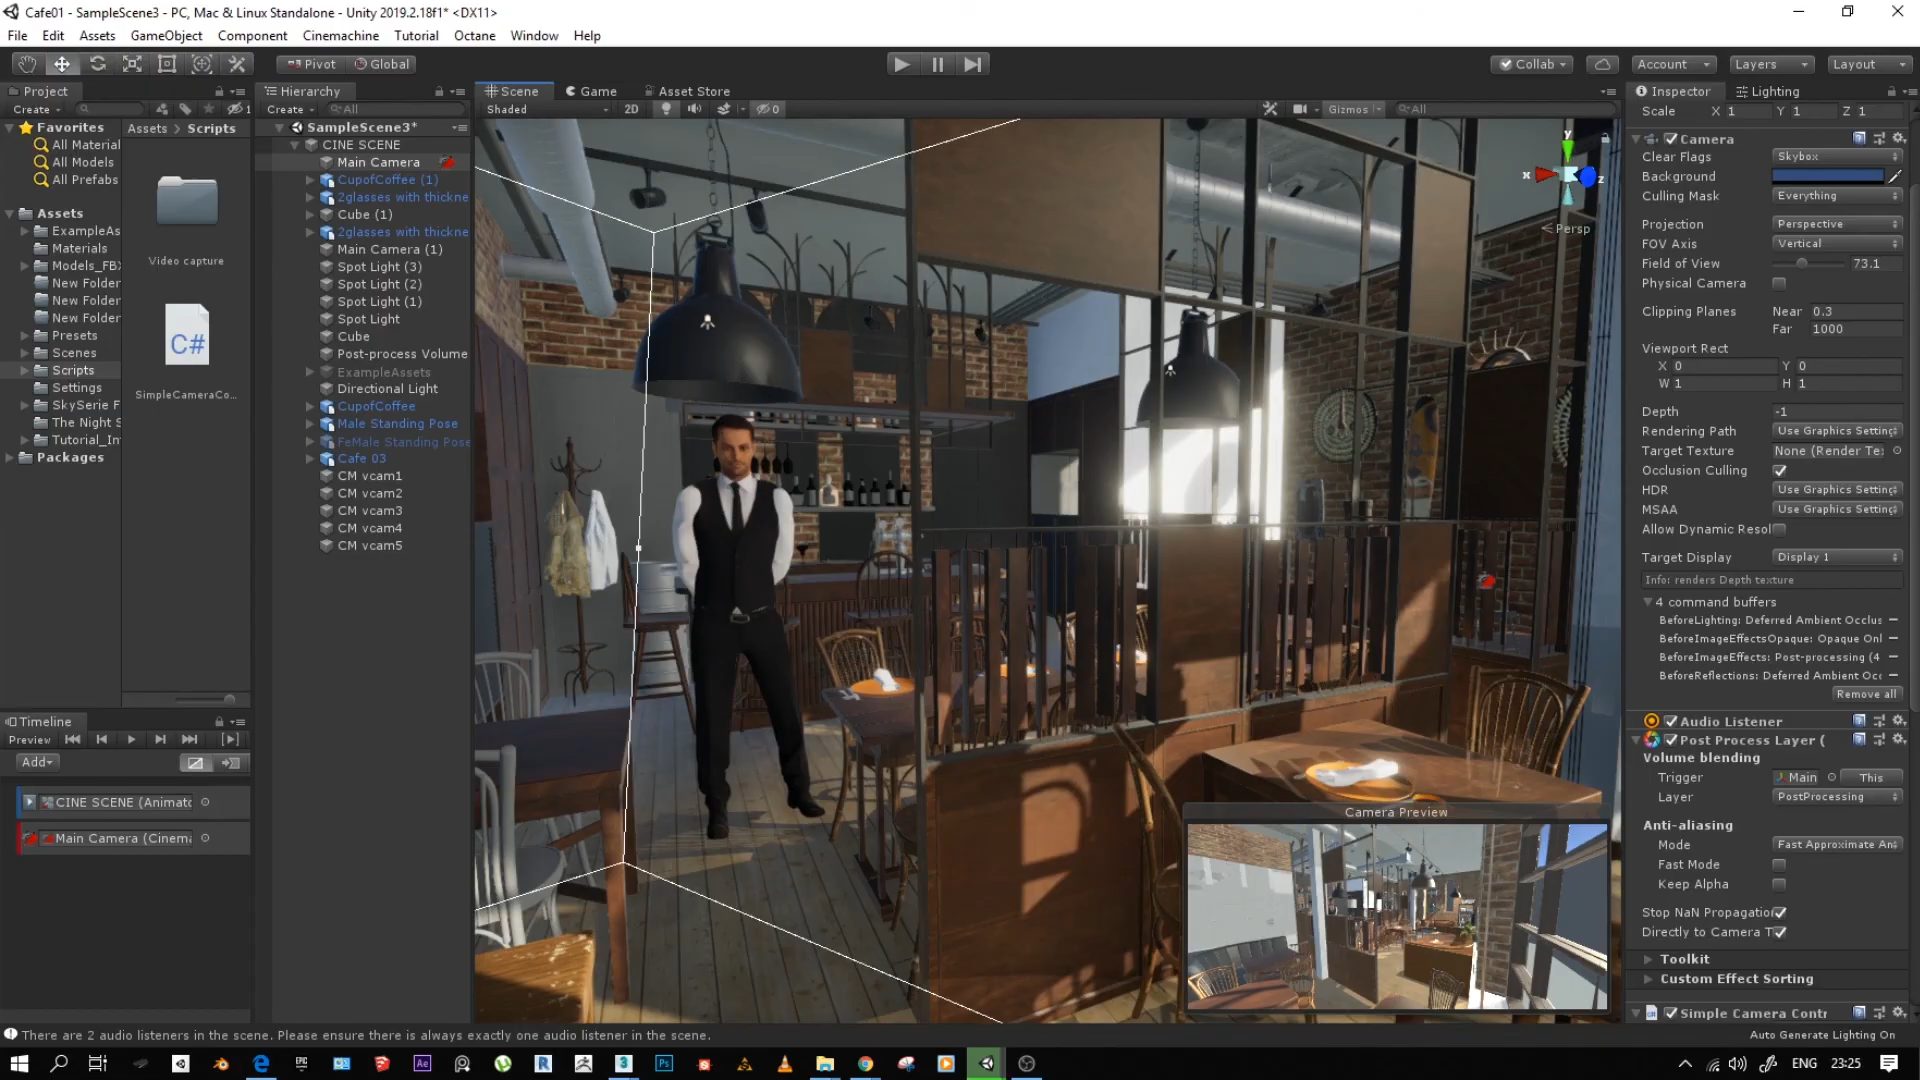 Cafe01 - SampleScene3 - PC, Mac & Linux Standalone - Unity 2019.2.18f1* <DX11>
File Edit Assets GameObject Component Cinemachine Tutorial Octane Window Help
Pivot Global
Collab Account Layers Layout
Project
Create
Favorites
All Material
All Models
All Prefabs
Assets
ExampleAs
Materials
Models_FB
New Folder
New Folder
New Folder
Presets
Scenes
Scripts
Settings
SkySerie F
The Night S
Tutorial_In
Packages
Assets > Scripts
Video capture
C#
SimpleCameraCo...
Hierarchy
Create All
SampleScene3*
CINE SCENE
Main Camera
CupofCoffee (1)
2glasses with thickne
Cube (1)
2glasses with thickne
Main Camera (1)
Spot Light (3)
Spot Light (2)
Spot Light (1)
Spot Light
Cube
Post-process Volume
ExampleAssets
Directional Light
CupofCoffee
Male Standing Pose
FeMale Standing Pose
Cafe 03
CM vcam1
CM vcam2
CM vcam3
CM vcam4
CM vcam5
Timeline
Preview
Add
CINE SCENE (Animato
Main Camera (Cinema
Scene Game Asset Store
Shaded 2D 0 Gizmos All
y
x z
Persp
Camera Preview
Inspector Lighting
Scale X 1 Y 1 Z 1
Camera
Clear Flags Skybox
Background
Culling Mask Everything
Projection Perspective
FOV Axis Vertical
Field of View 73.1
Physical Camera
Clipping Planes Near 0.3
Far 1000
Viewport Rect
X 0 Y 0
W 1 H 1
Depth -1
Rendering Path Use Graphics Setting
Target Texture None (Render Te
Occlusion Culling
HDR Use Graphics Setting
MSAA Use Graphics Setting
Allow Dynamic Resol
Target Display Display 1
Info: renders Depth texture
4 command buffers
BeforeLighting: Deferred Ambient Occlus
BeforeImageEffectsOpaque: Opaque Onl
BeforeImageEffects: Post-processing (4
BeforeReflections: Deferred Ambient Occ
Remove all
Audio Listener
Post Process Layer (
Volume blending
Trigger Main This
Layer PostProcessing
Anti-aliasing
Mode Fast Approximate An
Fast Mode
Keep Alpha
Stop NaN Propagatio
Directly to Camera T
Toolkit
Custom Effect Sorting
Simple Camera Contr
There are 2 audio listeners in the scene. Please ensure there is always exactly one audio listener in the scene.
Auto Generate Lighting On
ENG 23:25